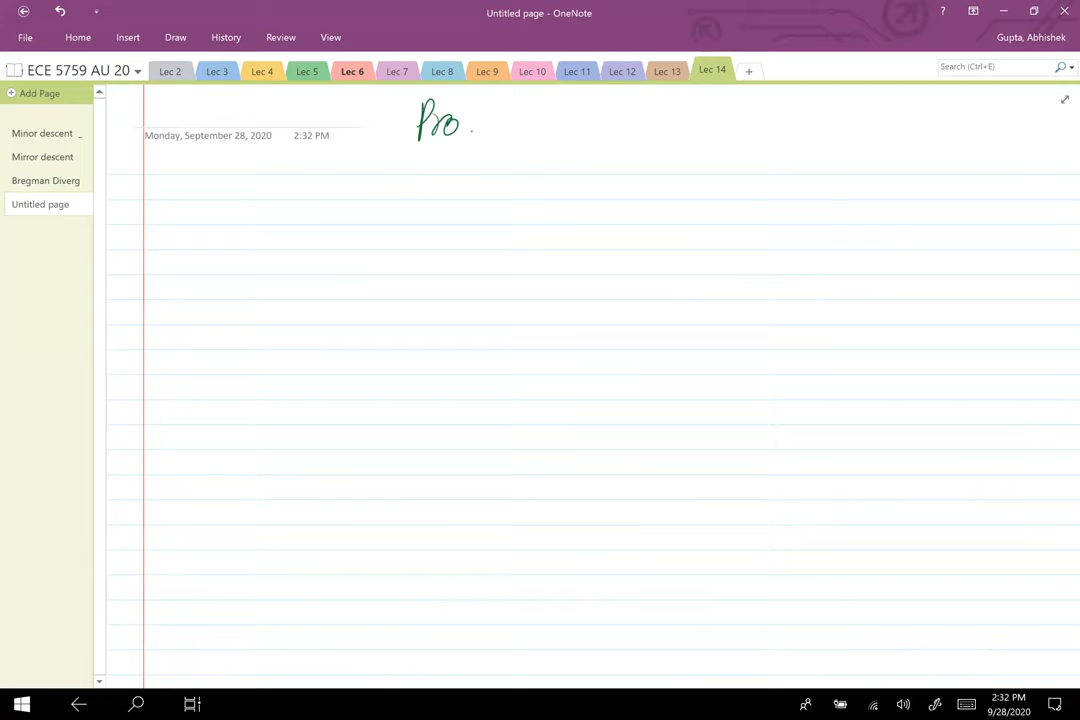 Untitled page - OneNote
?
File Home Insert Draw History Review View Gupta, Abhishek
ECE 5759 AU 20 Lec 2 Lec 3 Lec 4 Lec 5 Lec 6 Lec 7 Lec 8 Lec 9 Lec 10 Lec 11 Lec 12 Lec 13 Lec 14 + Search (Ctrl+E)
Add Page
Pro
Minor descent
Monday, September 28, 2020 2:32 PM
Mirror descent
Bregman Diverg
Untitled page
2:32 PM
9/28/2020